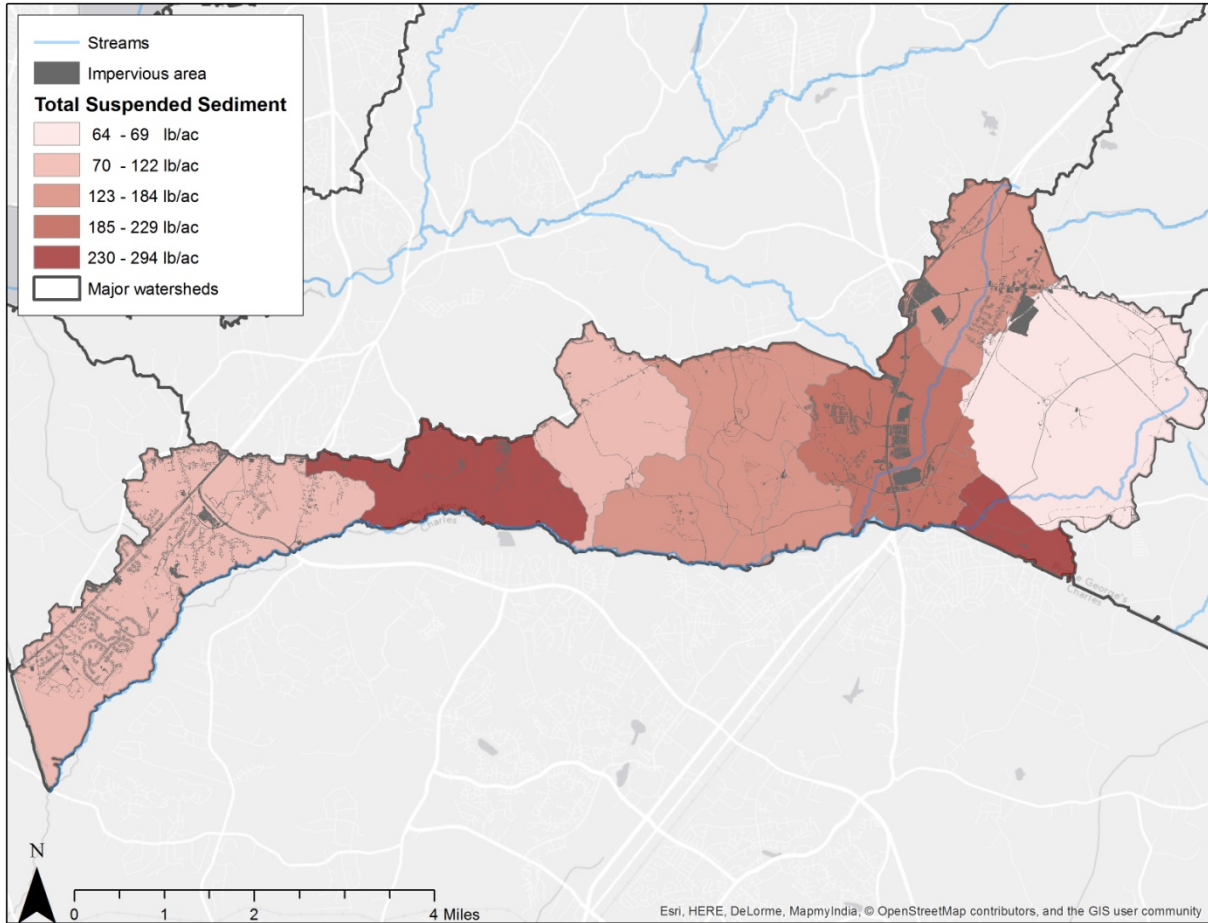 Streams
Impervious area
Total Suspended Sediment
64 - 69 lb/ac
70 - 122 lb/ac
123 - 184 lb/ac
185 - 229 lb/ac
230 - 294 lb/ac
Major watersheds
Charles
George's
Charles
N
0 1 2 4 Miles
Esri, HERE, DeLorme, MapmyIndia, © OpenStreetMap contributors, and the GIS user community